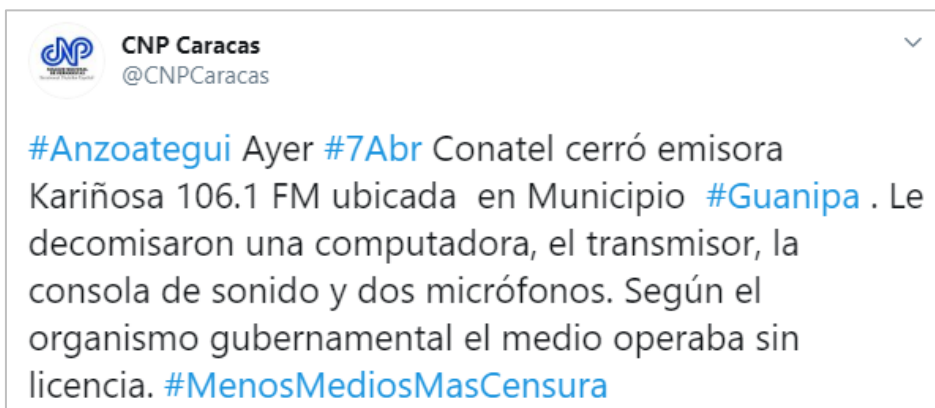 CNP Caracas
@CNPCaracas
CNP
#Anzoategui Ayer #7Abr Conatel cerró emisora
Kariñosa 106.1 FM ubicada en Municipio #Guanipa . Le
decomisaron una computadora, el transmisor, la
consola de sonido y dos micrófonos. Según el
organismo gubernamental el medio operaba sin
licencia. #MenosMediosMasCensura